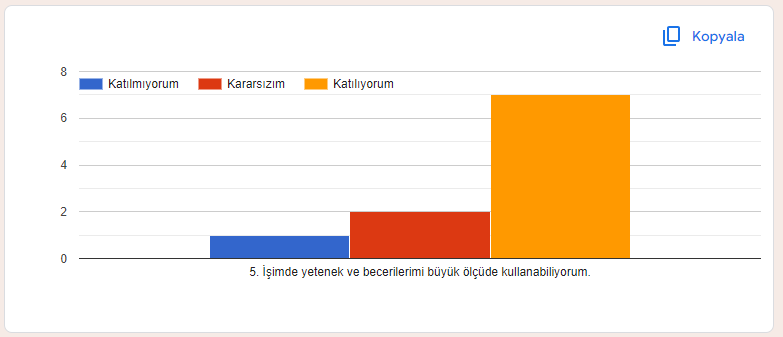 Kopyala
8
Katılmıyorum Kararsızım Katılıyorum
6
4
2
0
5. İşimde yetenek ve becerilerimi büyük ölçüde kullanabiliyorum.